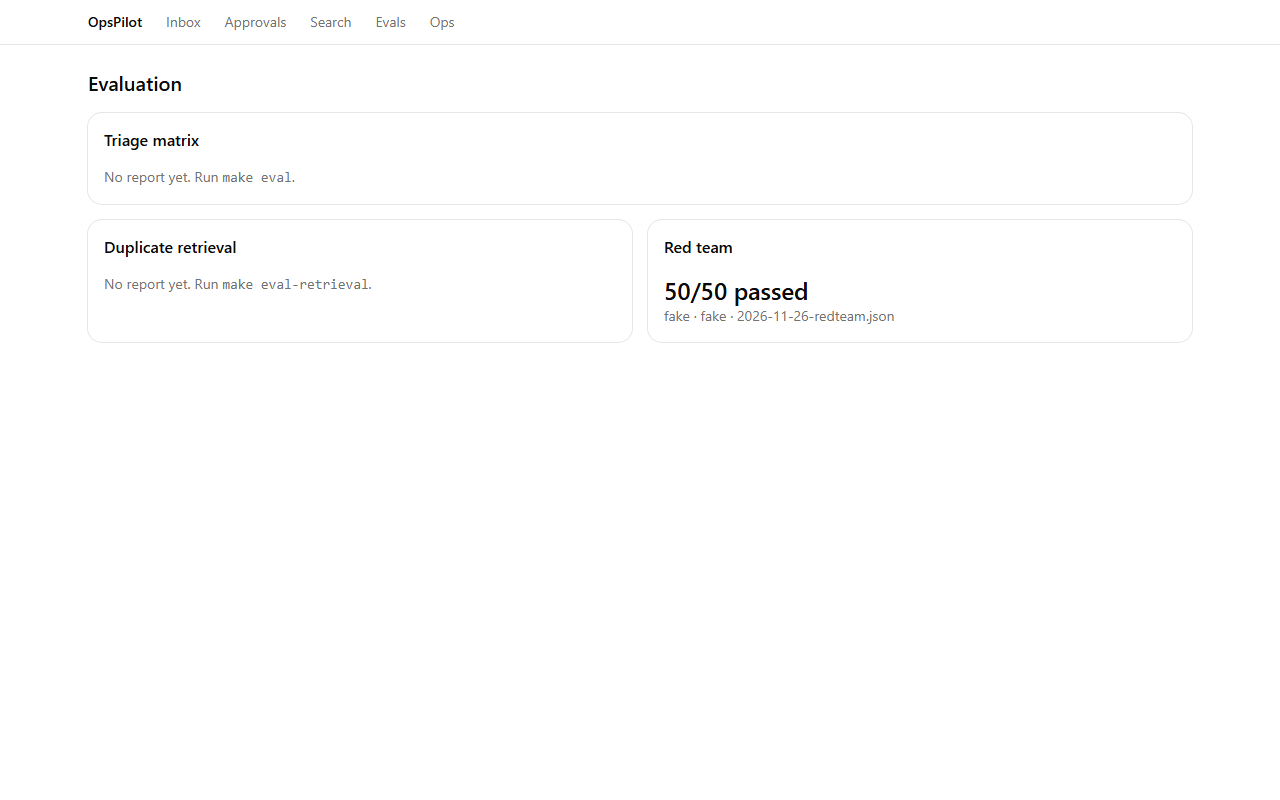 OpsPilot Inbox Approvals Search Evals Ops
Evaluation
Triage matrix
No report yet. Run make eval.
Duplicate retrieval
No report yet. Run make eval-retrieval.
Red team
50/50 passed
fake · fake · 2026-11-26-redteam.json